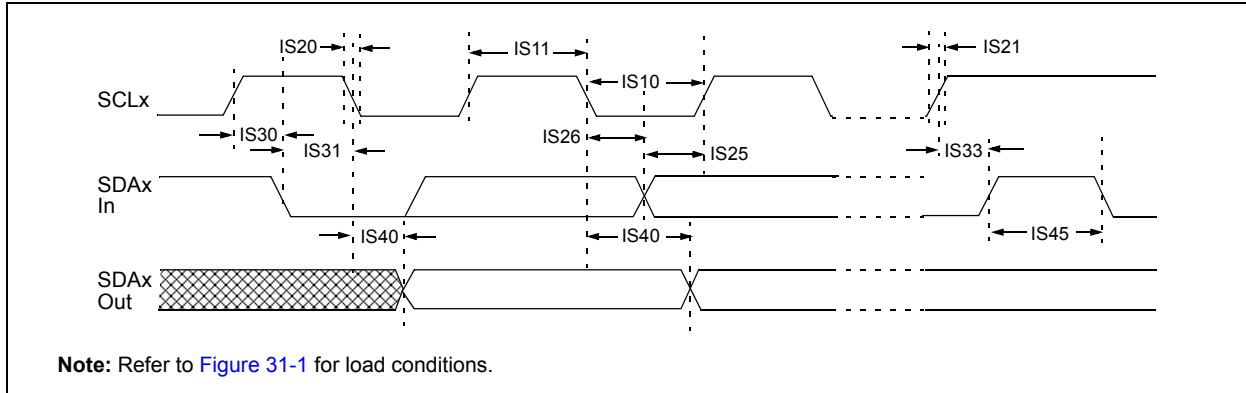 IS20
IS11
IS21
IS10
SCLx
IS30
IS26
IS31
IS25
IS33
SDAx
In
IS40
IS40
IS45
SDAx
Out
Note: Refer to Figure 31-1 for load conditions.